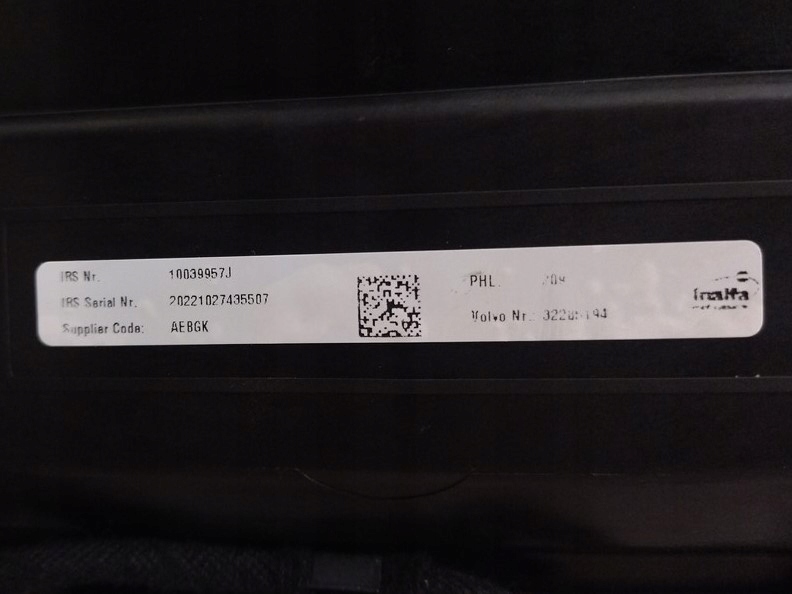 IRS Nr. 10039957J
IRS Serial Nr. 20221027435507
Supplier Code: AEBGK
PHL.
Volvo Nr.:
Inalfa